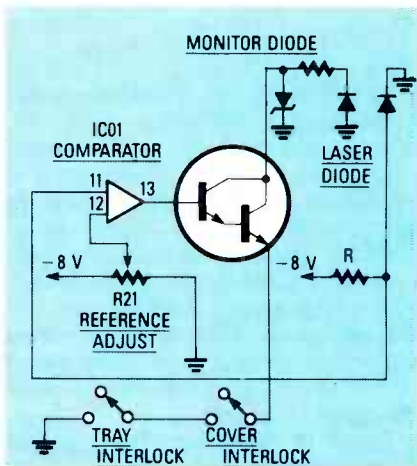 MONITOR DIODE
IC01
COMPARATOR
11
13
12
LASER
DIODE
−8 V
−8 V
R
R21
REFERENCE
ADJUST
TRAY
INTERLOCK
COVER
INTERLOCK